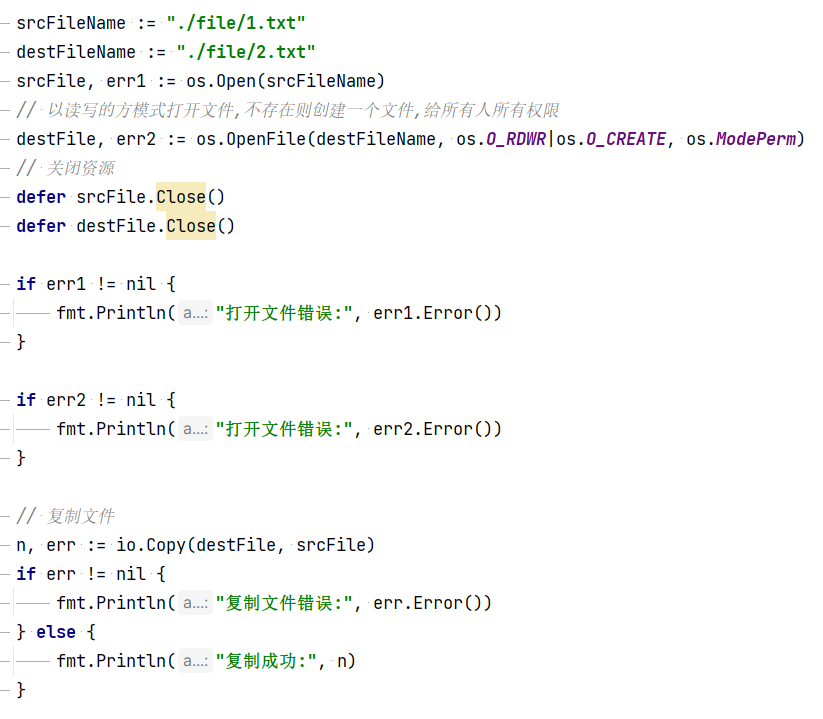 srcFileName := "./file/1.txt"
destFileName := "./file/2.txt"
srcFile, err1 := os.Open(srcFileName)
// 以读写的方模式打开文件,不存在则创建一个文件,给所有人所有权限
destFile, err2 := os.OpenFile(destFileName, os.O_RDWR|os.O_CREATE, os.ModePerm)
// 关闭资源
defer srcFile.Close()
defer destFile.Close()
if err1 != nil {
fmt.Println( a...: "打开文件错误:", err1.Error())
}
if err2 != nil {
fmt.Println( a...: "打开文件错误:", err2.Error())
}
// 复制文件
n, err := io.Copy(destFile, srcFile)
if err != nil {
fmt.Println( a...: "复制文件错误:", err.Error())
} else {
fmt.Println( a...: "复制成功:", n)
}